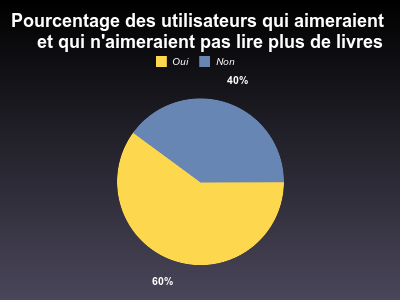 Pourcentage des utilisateurs qui aimeraient
et qui n'aimeraient pas lire plus de livres
Oui Non
40%
60%